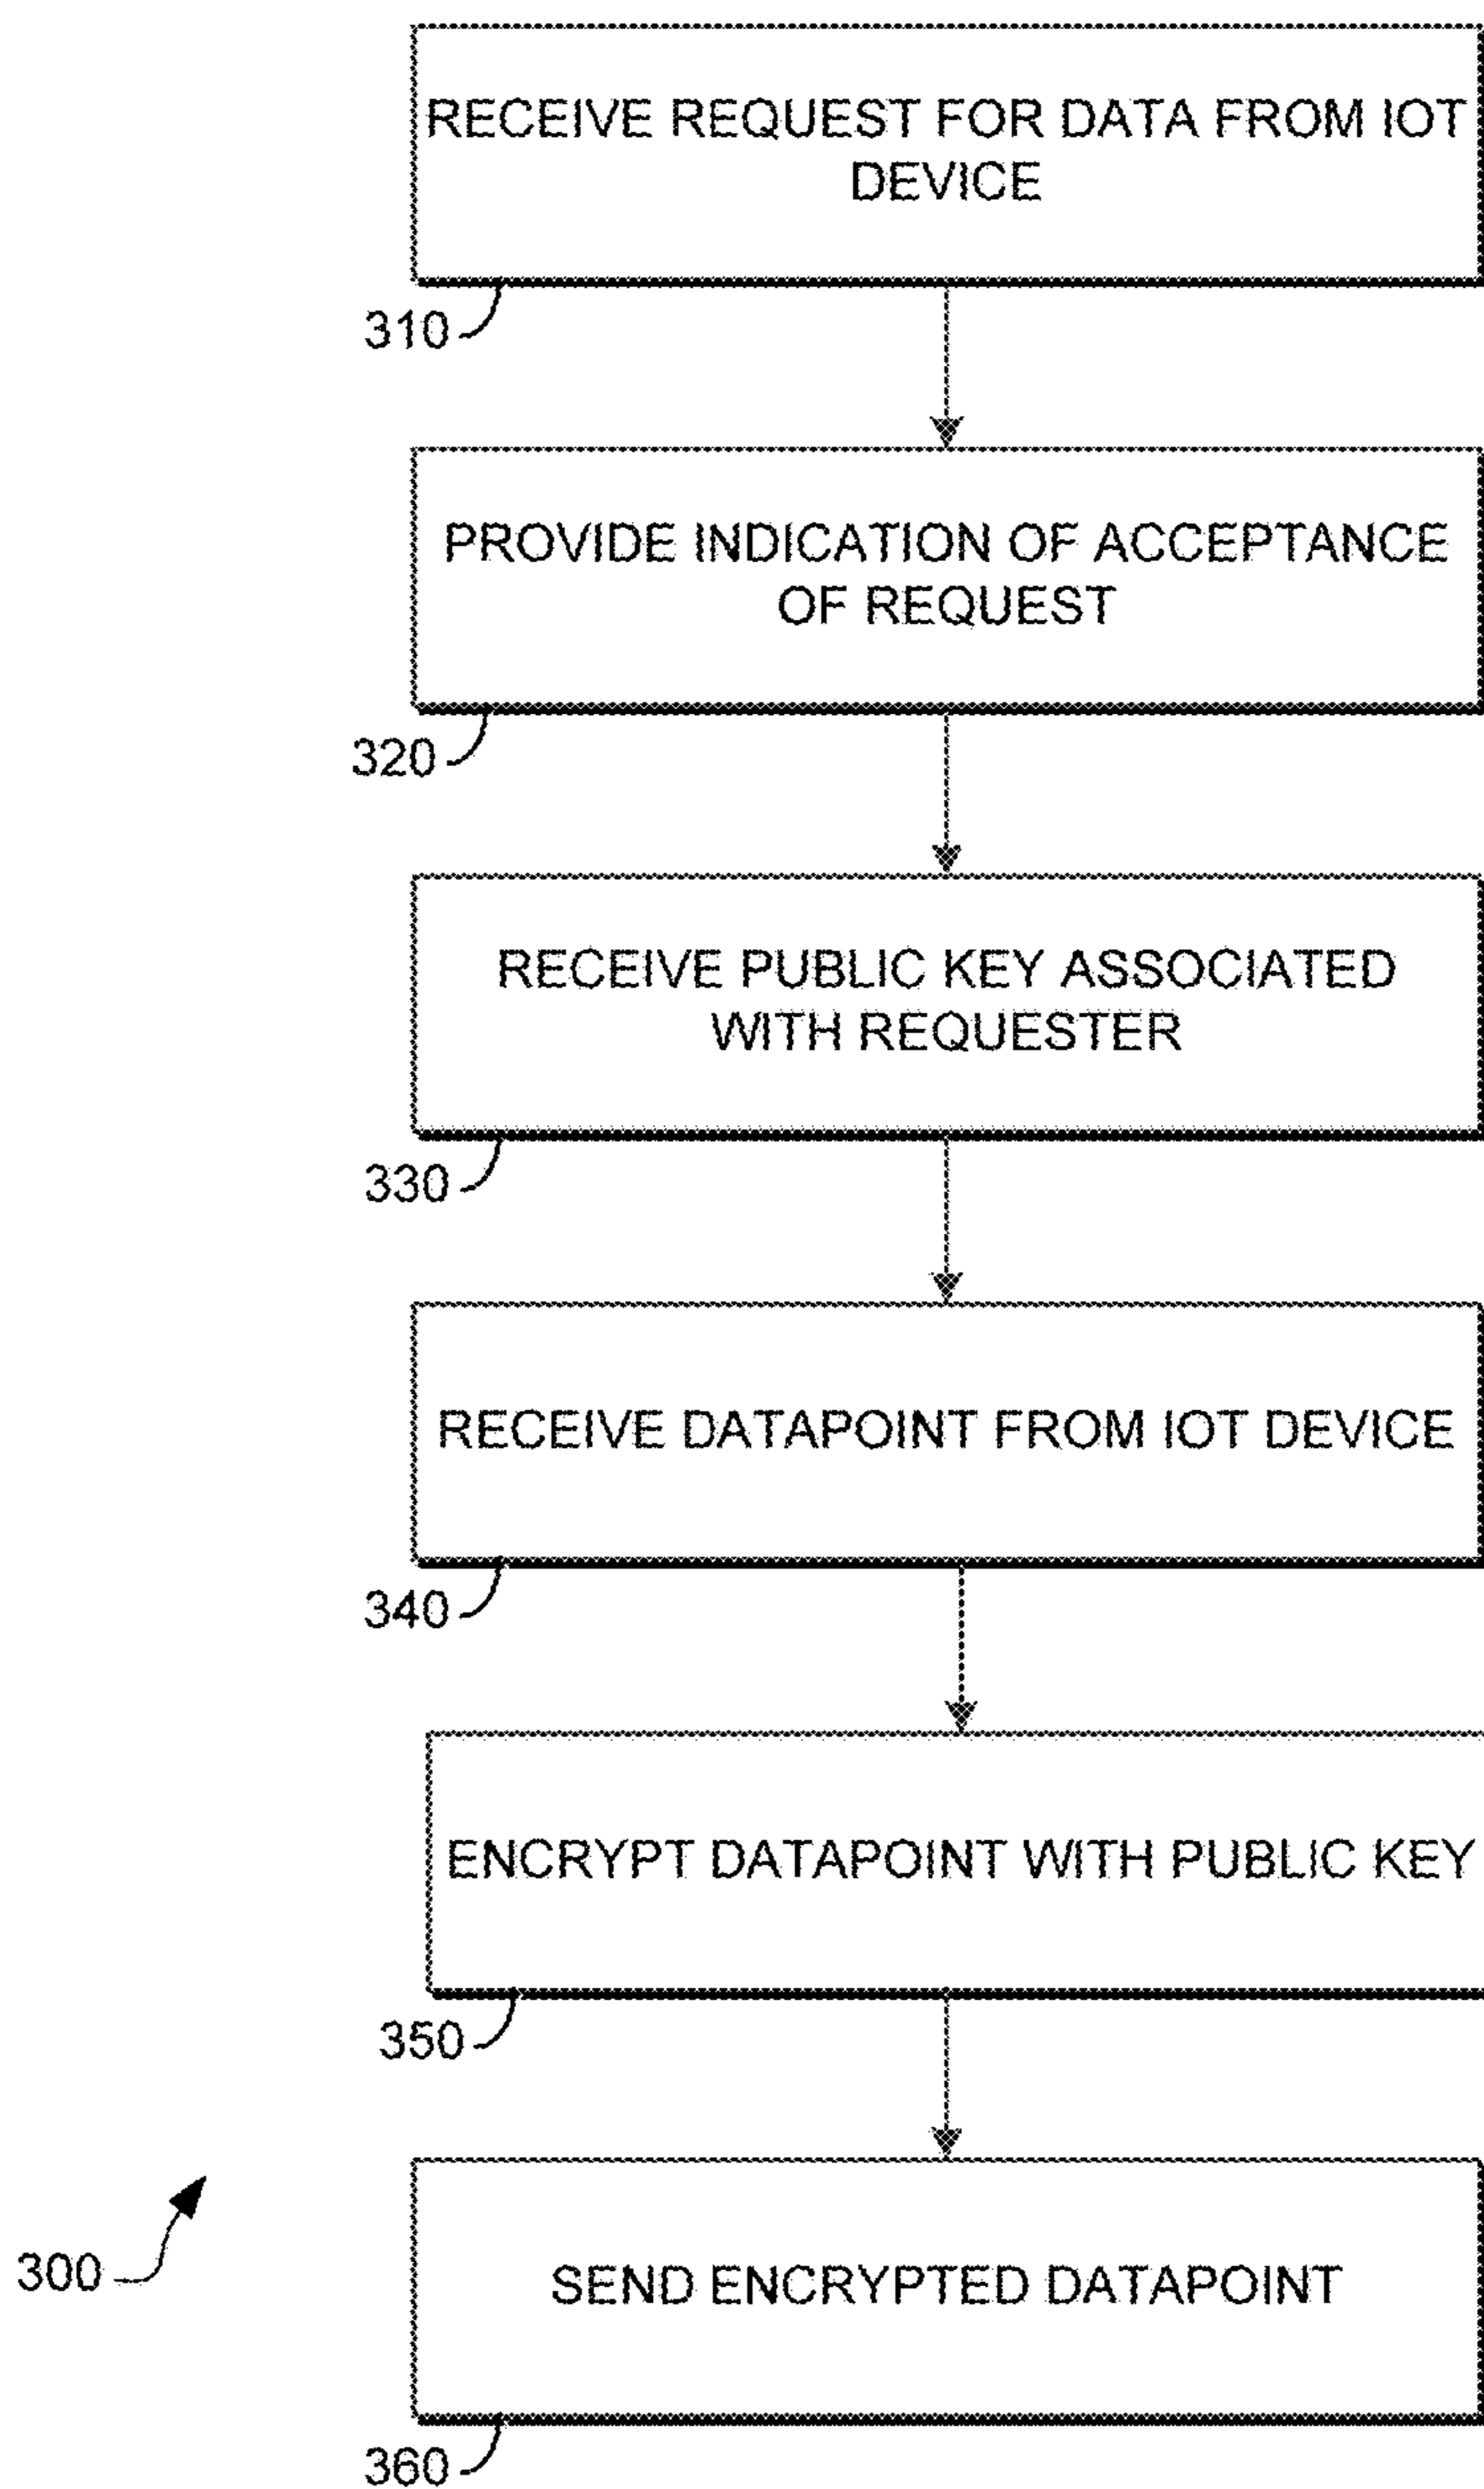 RECEIVE REQUEST FOR DATA FROM IOT
DEVICE
310
PROVIDE INDICATION OF ACCEPTANCE
OF REQUEST
320
RECEIVE PUBLIC KEY ASSOCIATED
WITH REQUESTER
330
RECEIVE DATAPOINT FROM IOT DEVICE
340
ENCRYPT DATAPOINT WITH PUBLIC KEY
350
300
SEND ENCRYPTED DATAPOINT
360